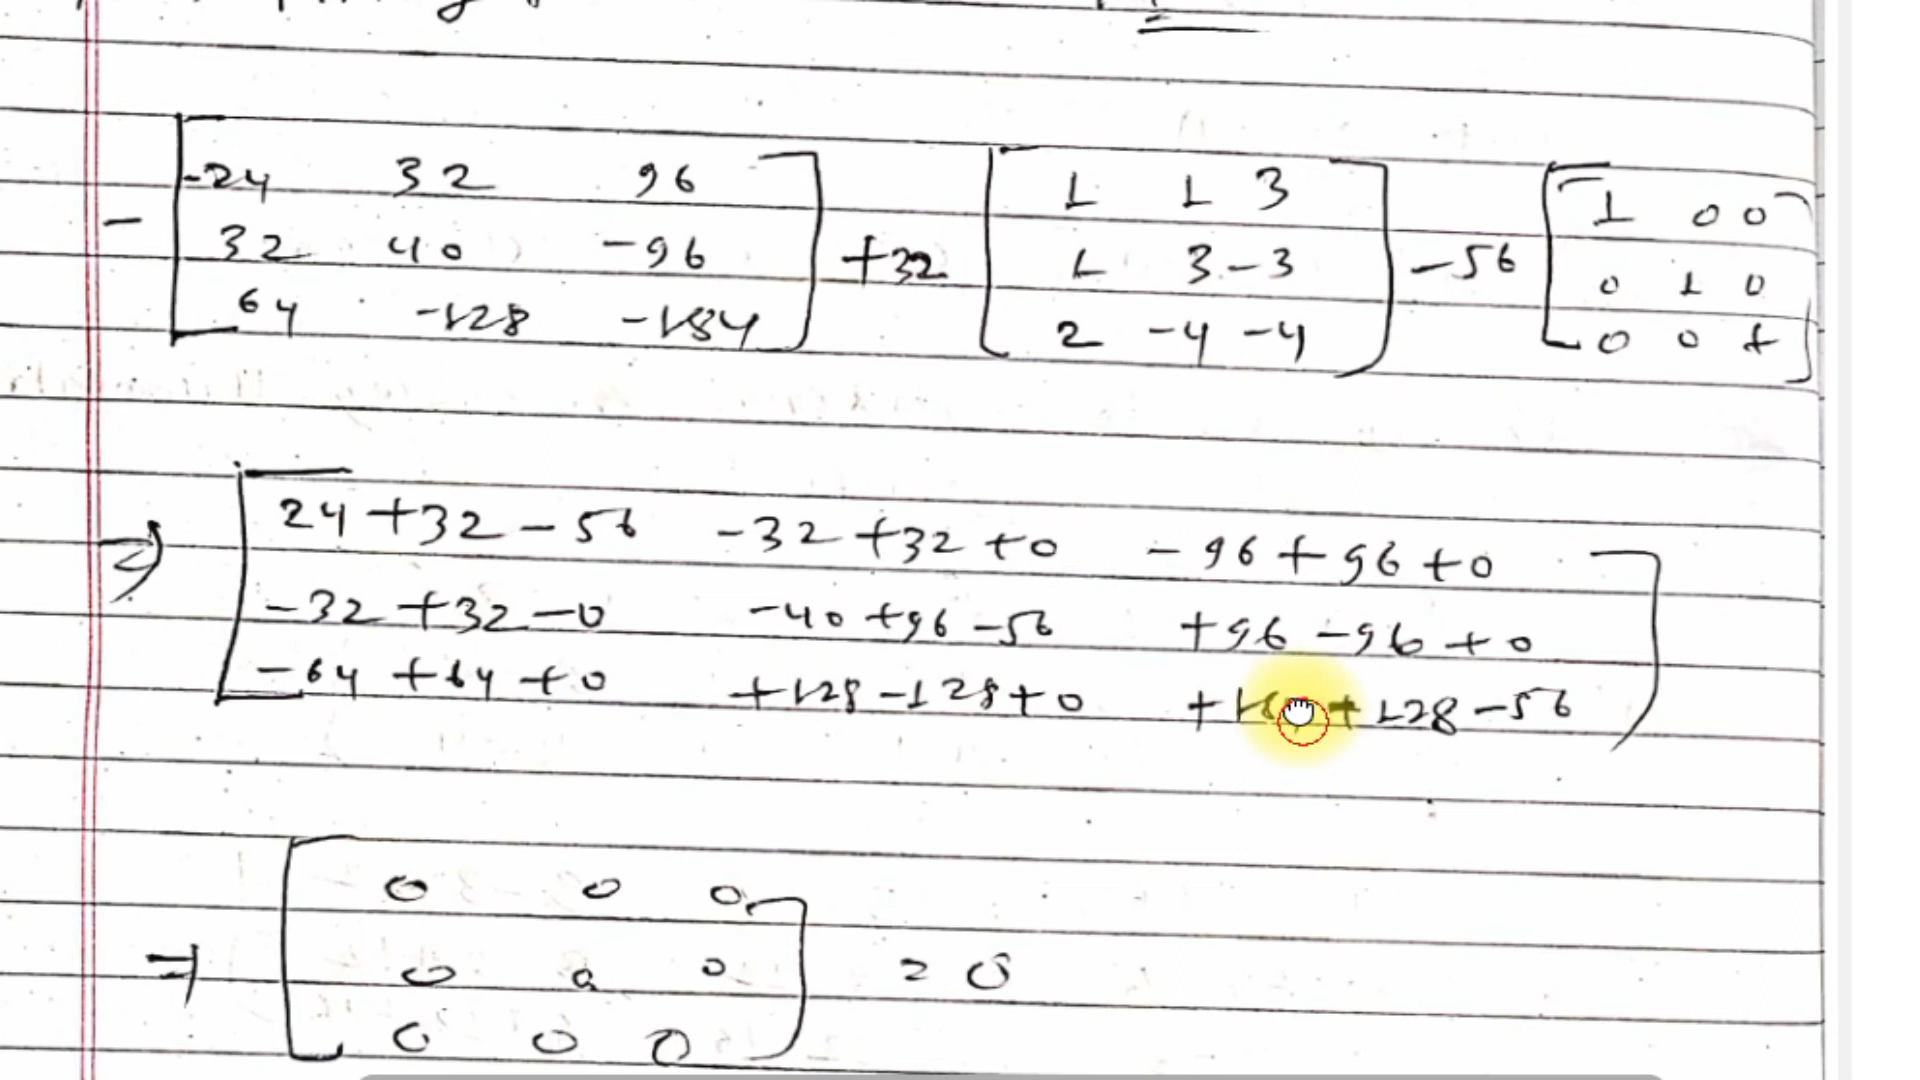 -24 32 96
- 32 40 -96 +32 1 1 3 -56 1 0 0
64 -128 -184 1 3 -3 0 1 0
2 -4 -4 0 0 1
⇒ 24 +32 - 56 -32 +32 +0 - 96 + 96 +0
-32 +32 -0 -40 +96 -56 +96 -96 +0
-64 +64 +0 +128 -128 +0 + 128 -56
0 0 0
⇒ 0 0 0 = 0
0 0 0